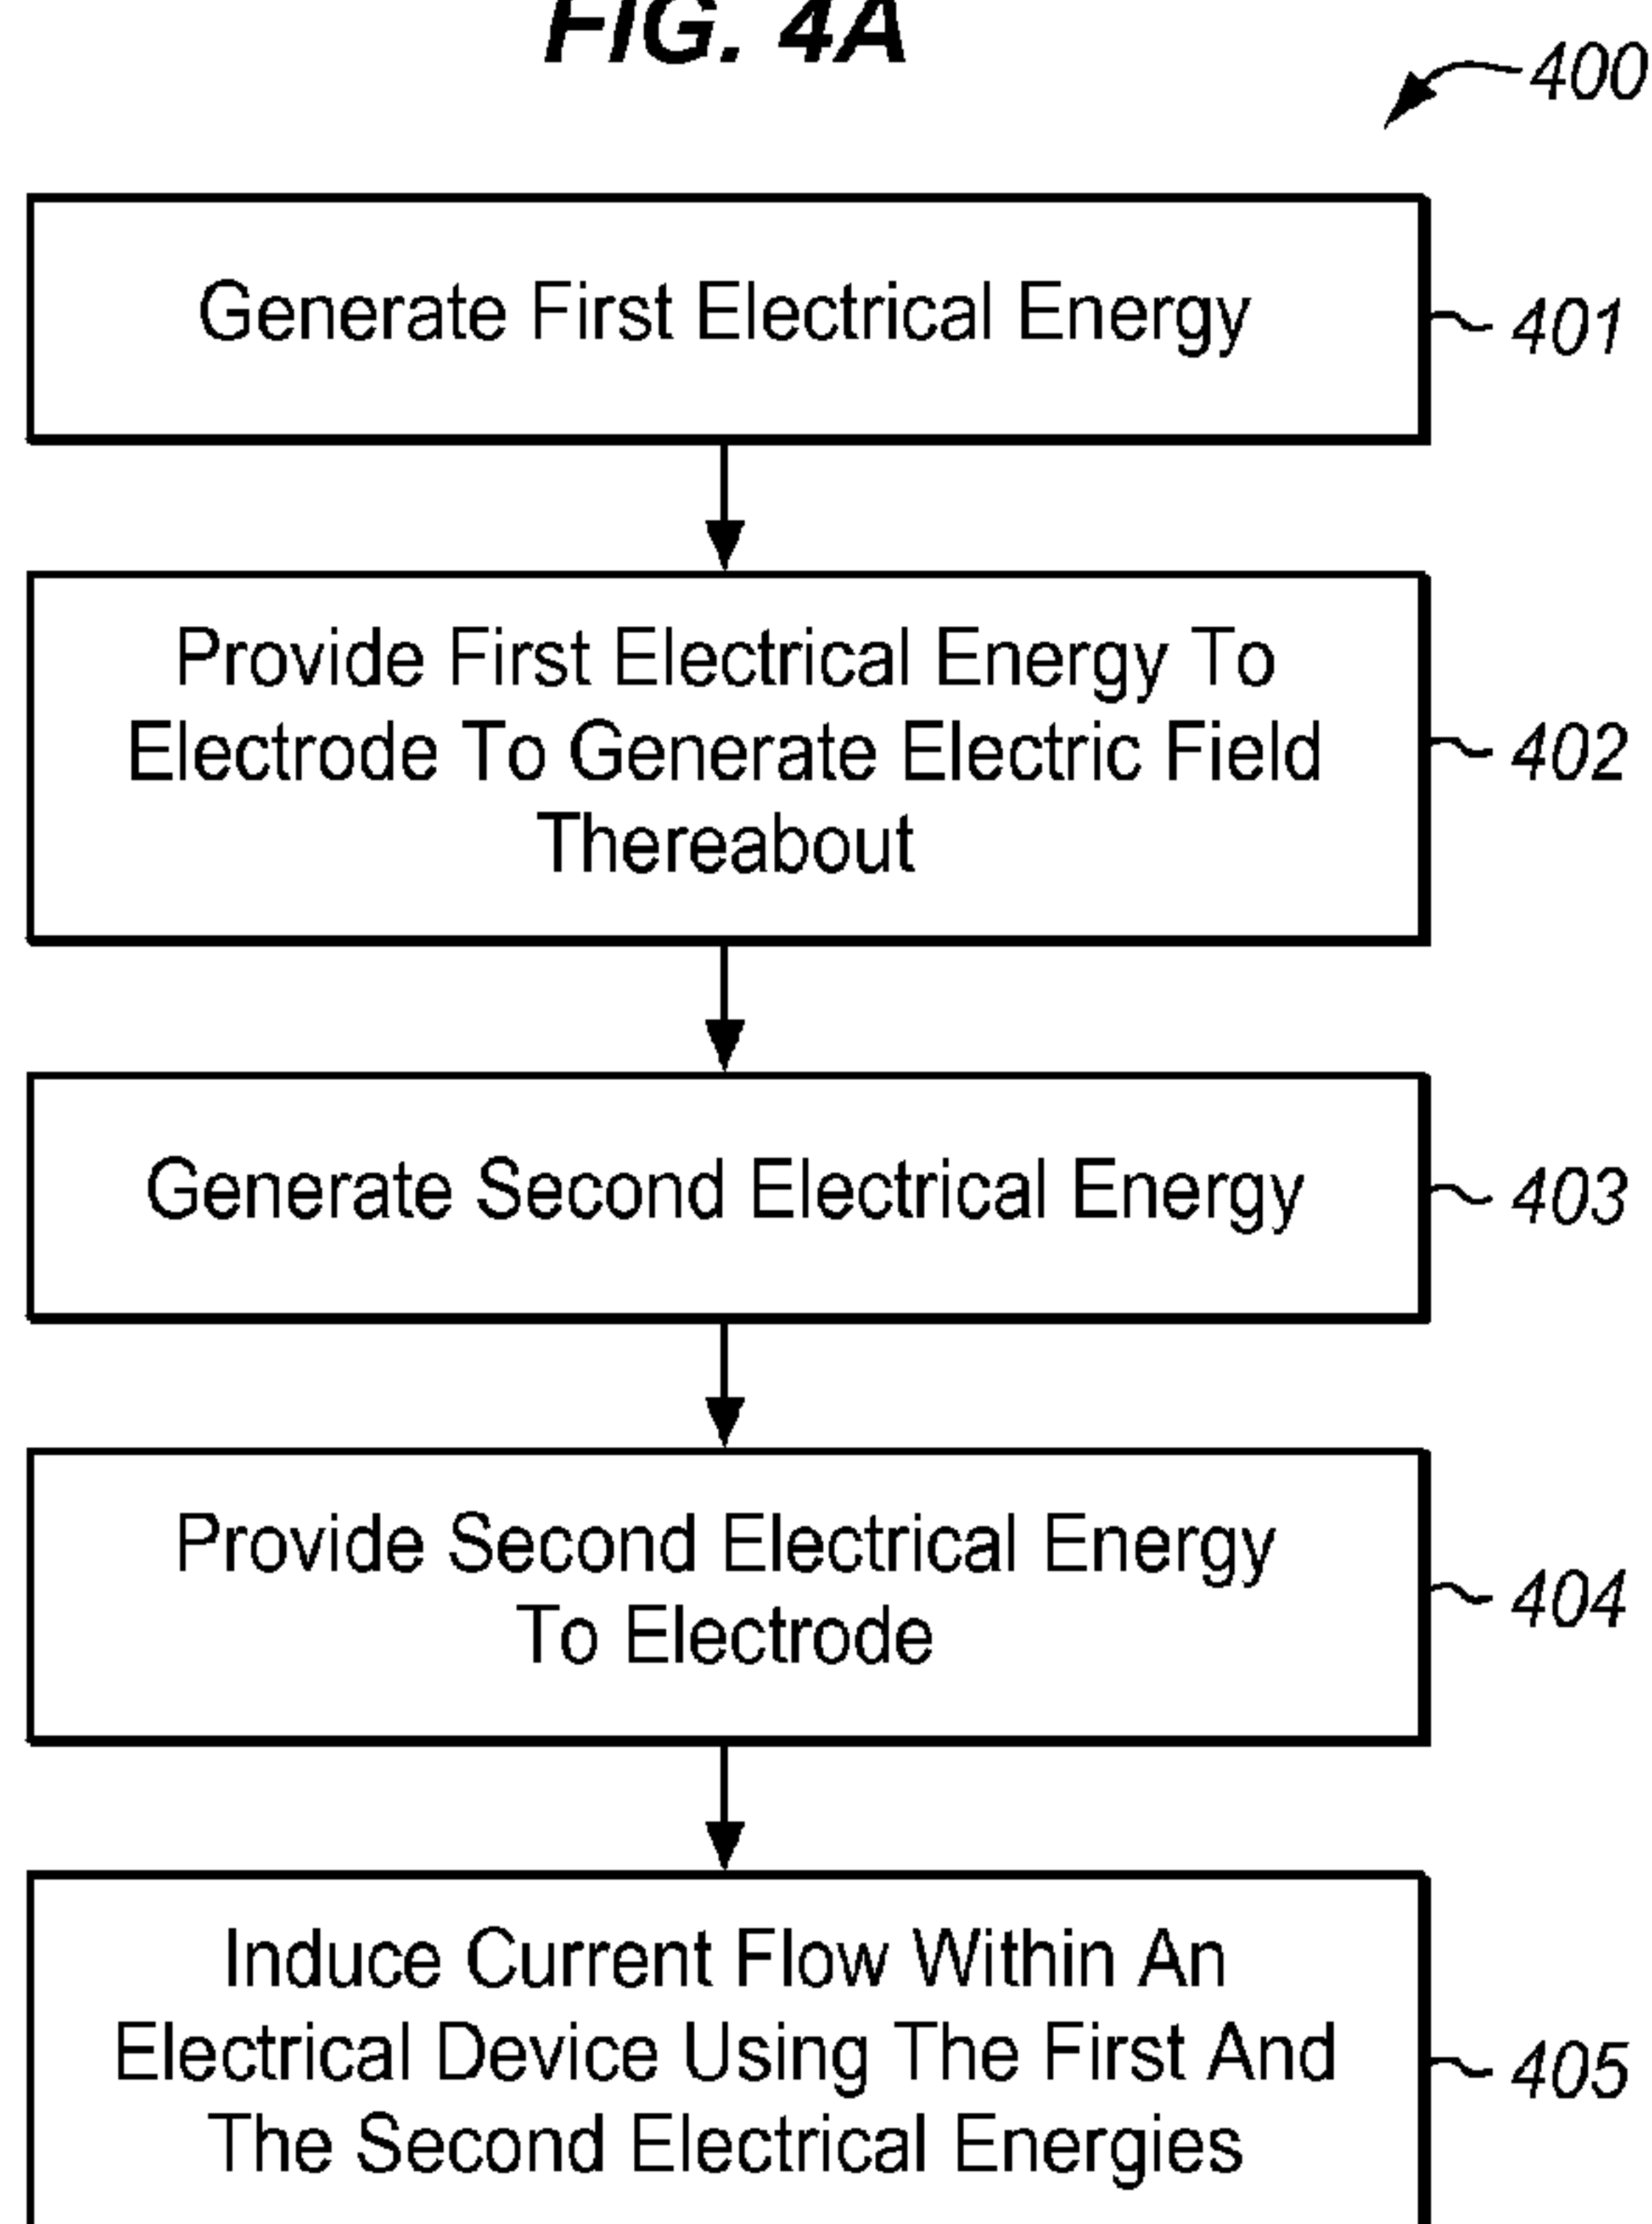 FIG. 4A
400
Generate First Electrical Energy
401
Provide First Electrical Energy To
Electrode To Generate Electric Field
Thereabout
402
Generate Second Electrical Energy
403
Provide Second Electrical Energy
To Electrode
404
Induce Current Flow Within An
Electrical Device Using The First And
The Second Electrical Energies
405